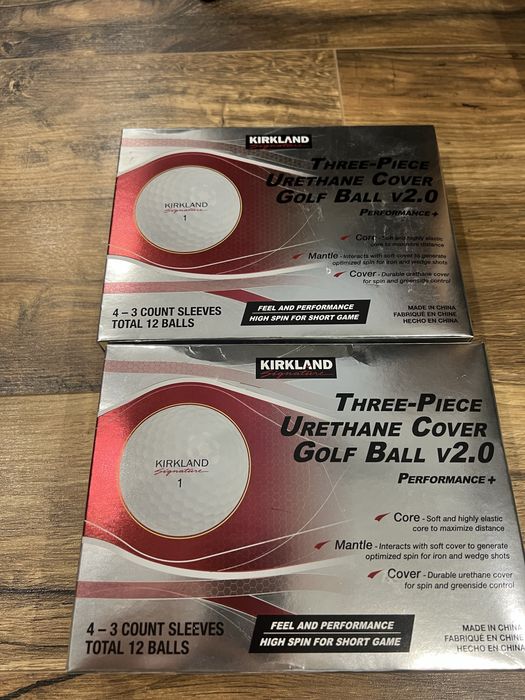 KIRKLAND
Signature
THREE-PIECE
URETHANE COVER
GOLF BALL V2.0
PERFORMANCE+
KIRKLAND
Signature
1
Core - Soft and highly elastic
core to maximize distance
Mantle - Interacts with soft cover to generate
optimized spin for iron and wedge shots
Cover - Durable urethane cover
for spin and greenside control
4 – 3 COUNT SLEEVES
TOTAL 12 BALLS
FEEL AND PERFORMANCE
HIGH SPIN FOR SHORT GAME
MADE IN CHINA
FABRIQUÉ EN CHINE
HECHO EN CHINA
KIRKLAND
Signature
THREE-PIECE
URETHANE COVER
GOLF BALL V2.0
PERFORMANCE+
KIRKLAND
Signature
1
Core - Soft and highly elastic
core to maximize distance
Mantle - Interacts with soft cover to generate
optimized spin for iron and wedge shots
Cover - Durable urethane cover
for spin and greenside control
4 – 3 COUNT SLEEVES
TOTAL 12 BALLS
FEEL AND PERFORMANCE
HIGH SPIN FOR SHORT GAME
MADE IN CHINA
FABRIQUÉ EN CHINE
HECHO EN CHINA